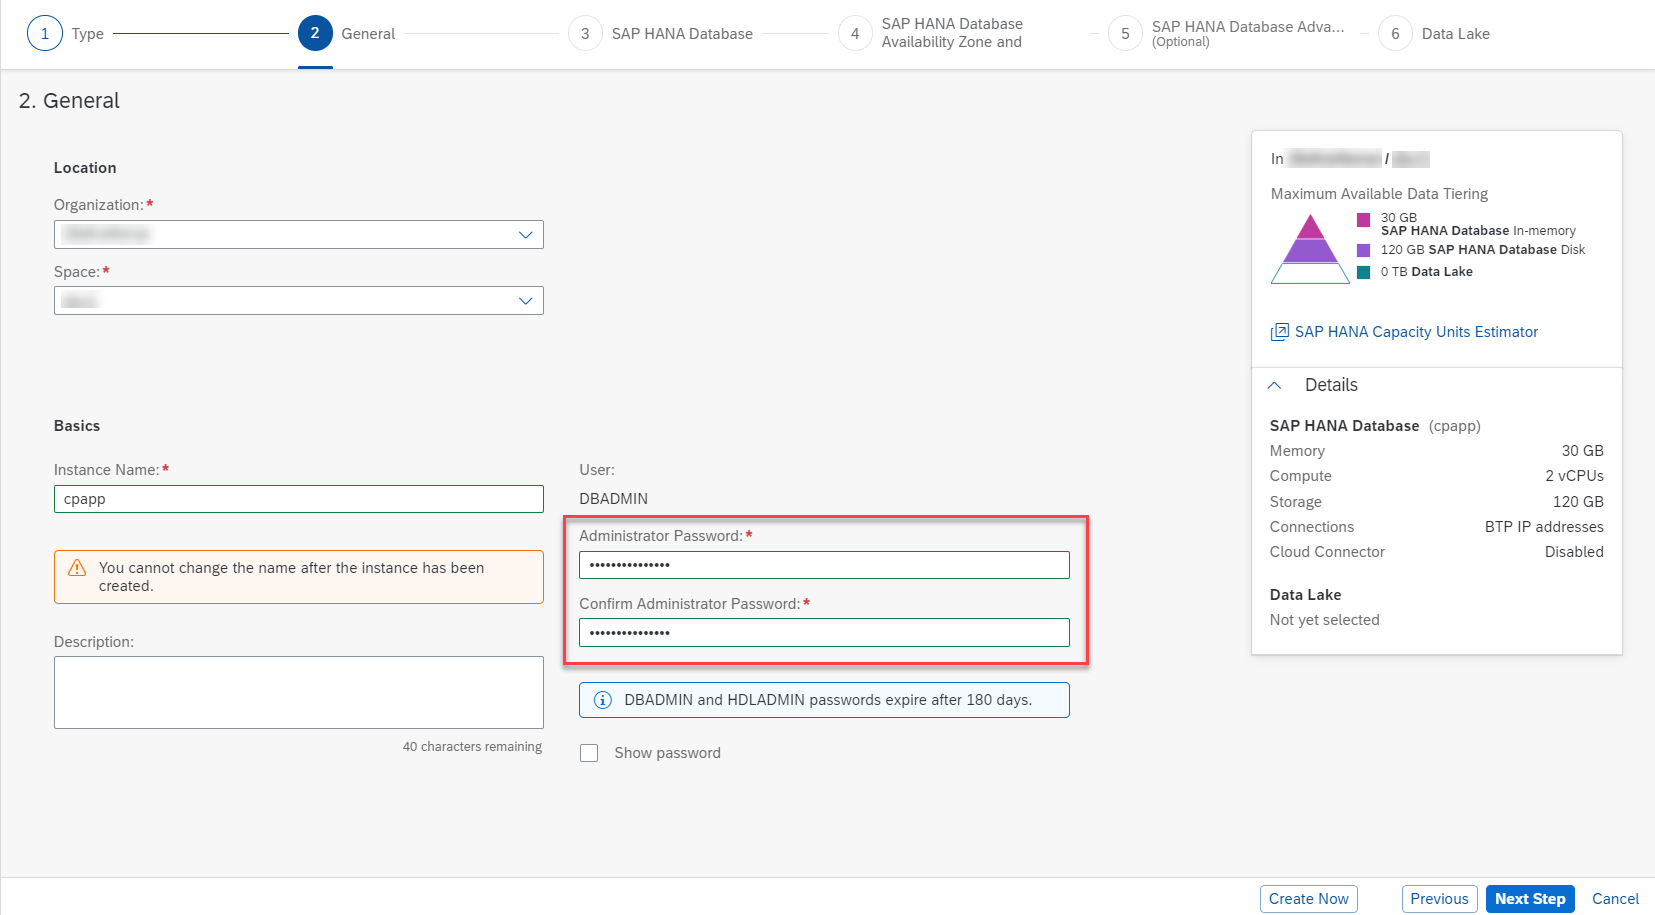 1 Type
2 General
3 SAP HANA Database
4 SAP HANA Database
Availability Zone and
5 SAP HANA Database Adva...
(Optional)
6 Data Lake
2. General
Location
Organization:*
Space:*
Basics
Instance Name:*
cpapp
You cannot change the name after the instance has been
created.
Description:
40 characters remaining
User:
DBADMIN
Administrator Password:*
•••••••••••••••
Confirm Administrator Password:*
•••••••••••••••
DBADMIN and HDLADMIN passwords expire after 180 days.
Show password
In /
Maximum Available Data Tiering
30 GB
SAP HANA Database In-memory
120 GB SAP HANA Database Disk
0 TB Data Lake
SAP HANA Capacity Units Estimator
Details
SAP HANA Database (cpapp)
Memory 30 GB
Compute 2 vCPUs
Storage 120 GB
Connections BTP IP addresses
Cloud Connector Disabled
Data Lake
Not yet selected
Create Now Previous Next Step Cancel